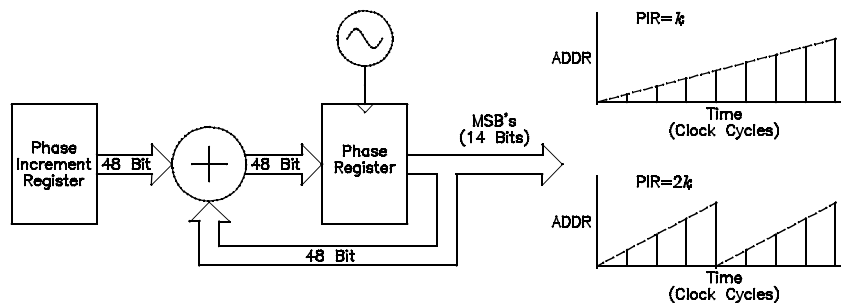 Phase
Increment
Register
48 Bit
48 Bit
Phase
Register
MSB's
(14 Bits)
48 Bit
PIR=k
ADDR
Time
(Clock Cycles)
PIR=2k
ADDR
Time
(Clock Cycles)